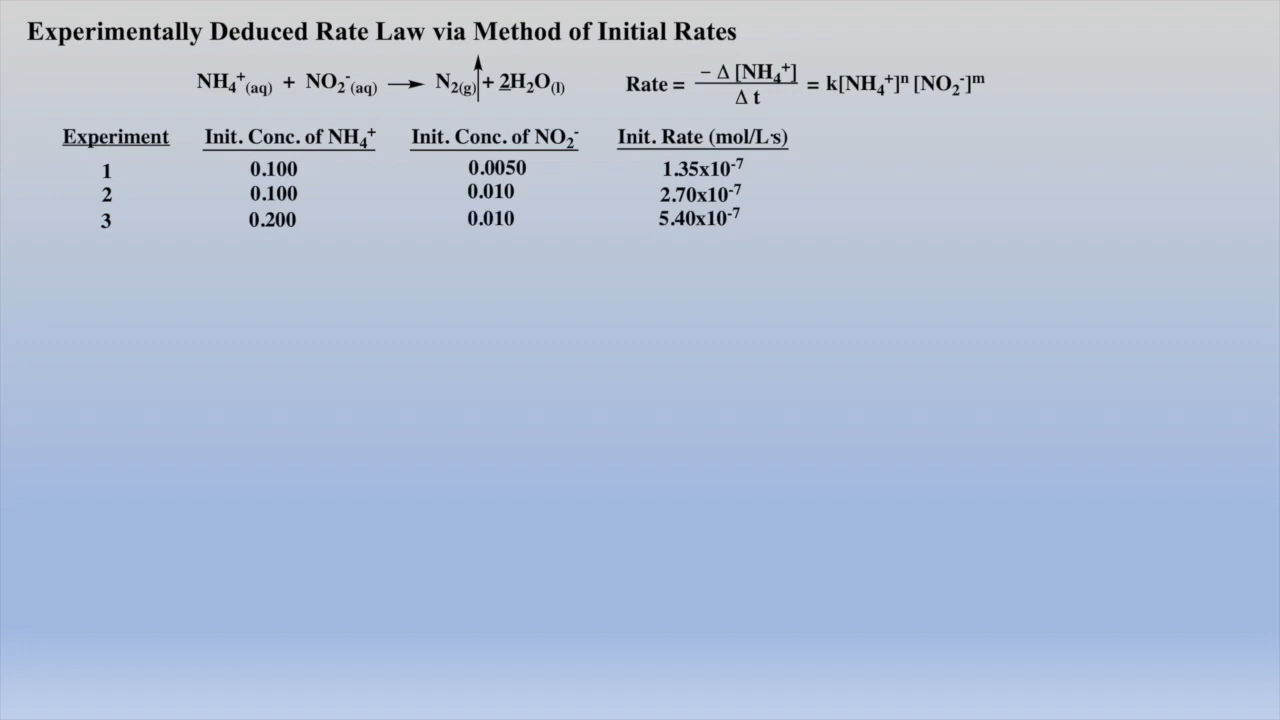 Experimentally Deduced Rate Law via Method of Initial Rates
NH₄⁺(aq) + NO₂⁻(aq) ⟶ N₂(g)↑ + 2H₂O(l) Rate = − Δ [NH₄⁺] / Δ t = k[NH₄⁺]ⁿ [NO₂⁻]ᵐ
Experiment Init. Conc. of NH₄⁺ Init. Conc. of NO₂⁻ Init. Rate (mol/L·s)
1 0.100 0.0050 1.35x10⁻⁷
2 0.100 0.010 2.70x10⁻⁷
3 0.200 0.010 5.40x10⁻⁷